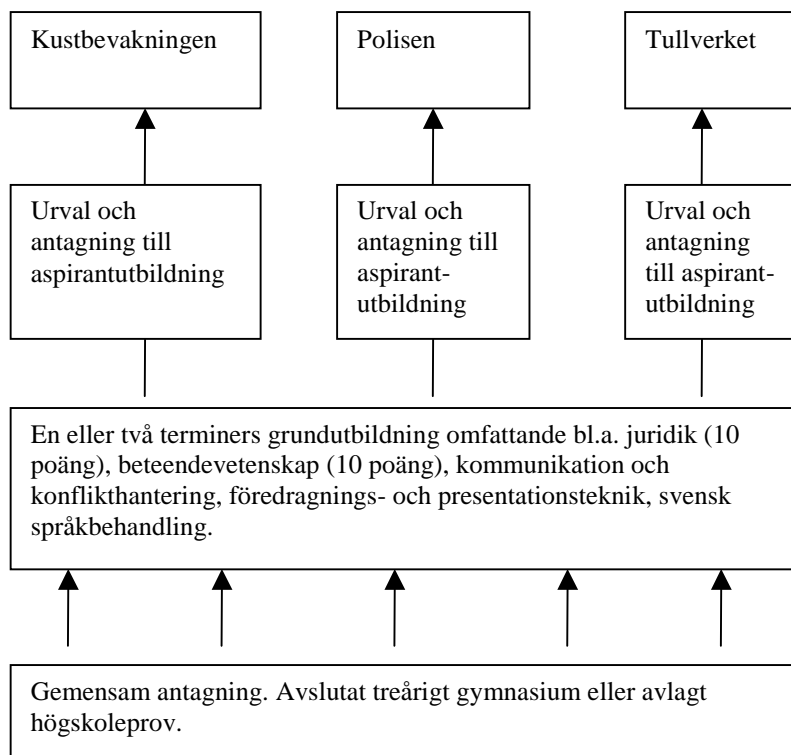 Kustbevakningen
Polisen
Tullverket
Urval och
antagning till
aspirantutbildning
Urval och
antagning till
aspirant-
utbildning
Urval och
antagning
till aspirant-
utbildning
En eller två terminers grundutbildning omfattande bl.a. juridik (10
poäng), beteendevetenskap (10 poäng), kommunikation och
konflikthantering, föredragnings- och presentationsteknik, svensk
språkbehandling.
Gemensam antagning. Avslutat treårigt gymnasium eller avlagt
högskoleprov.